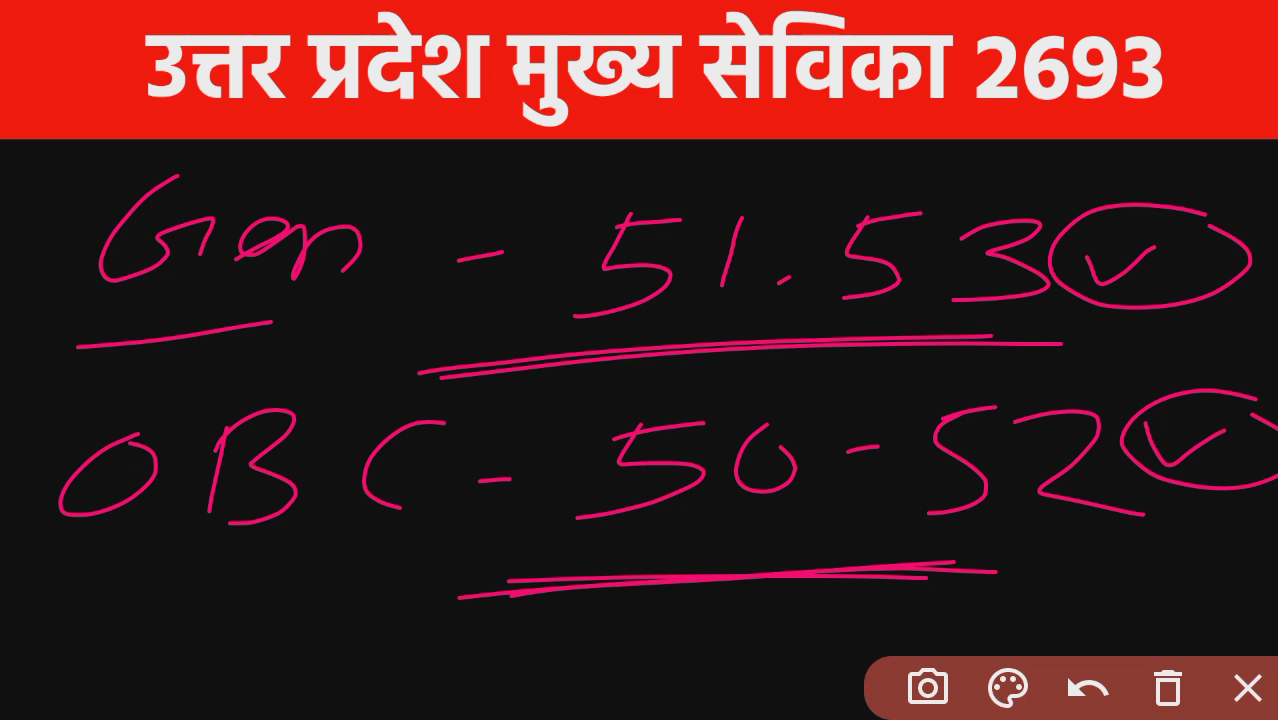 उत्तर प्रदेश मुख्य सेविका 2693
Gen - 51.53
OBC - 50-52